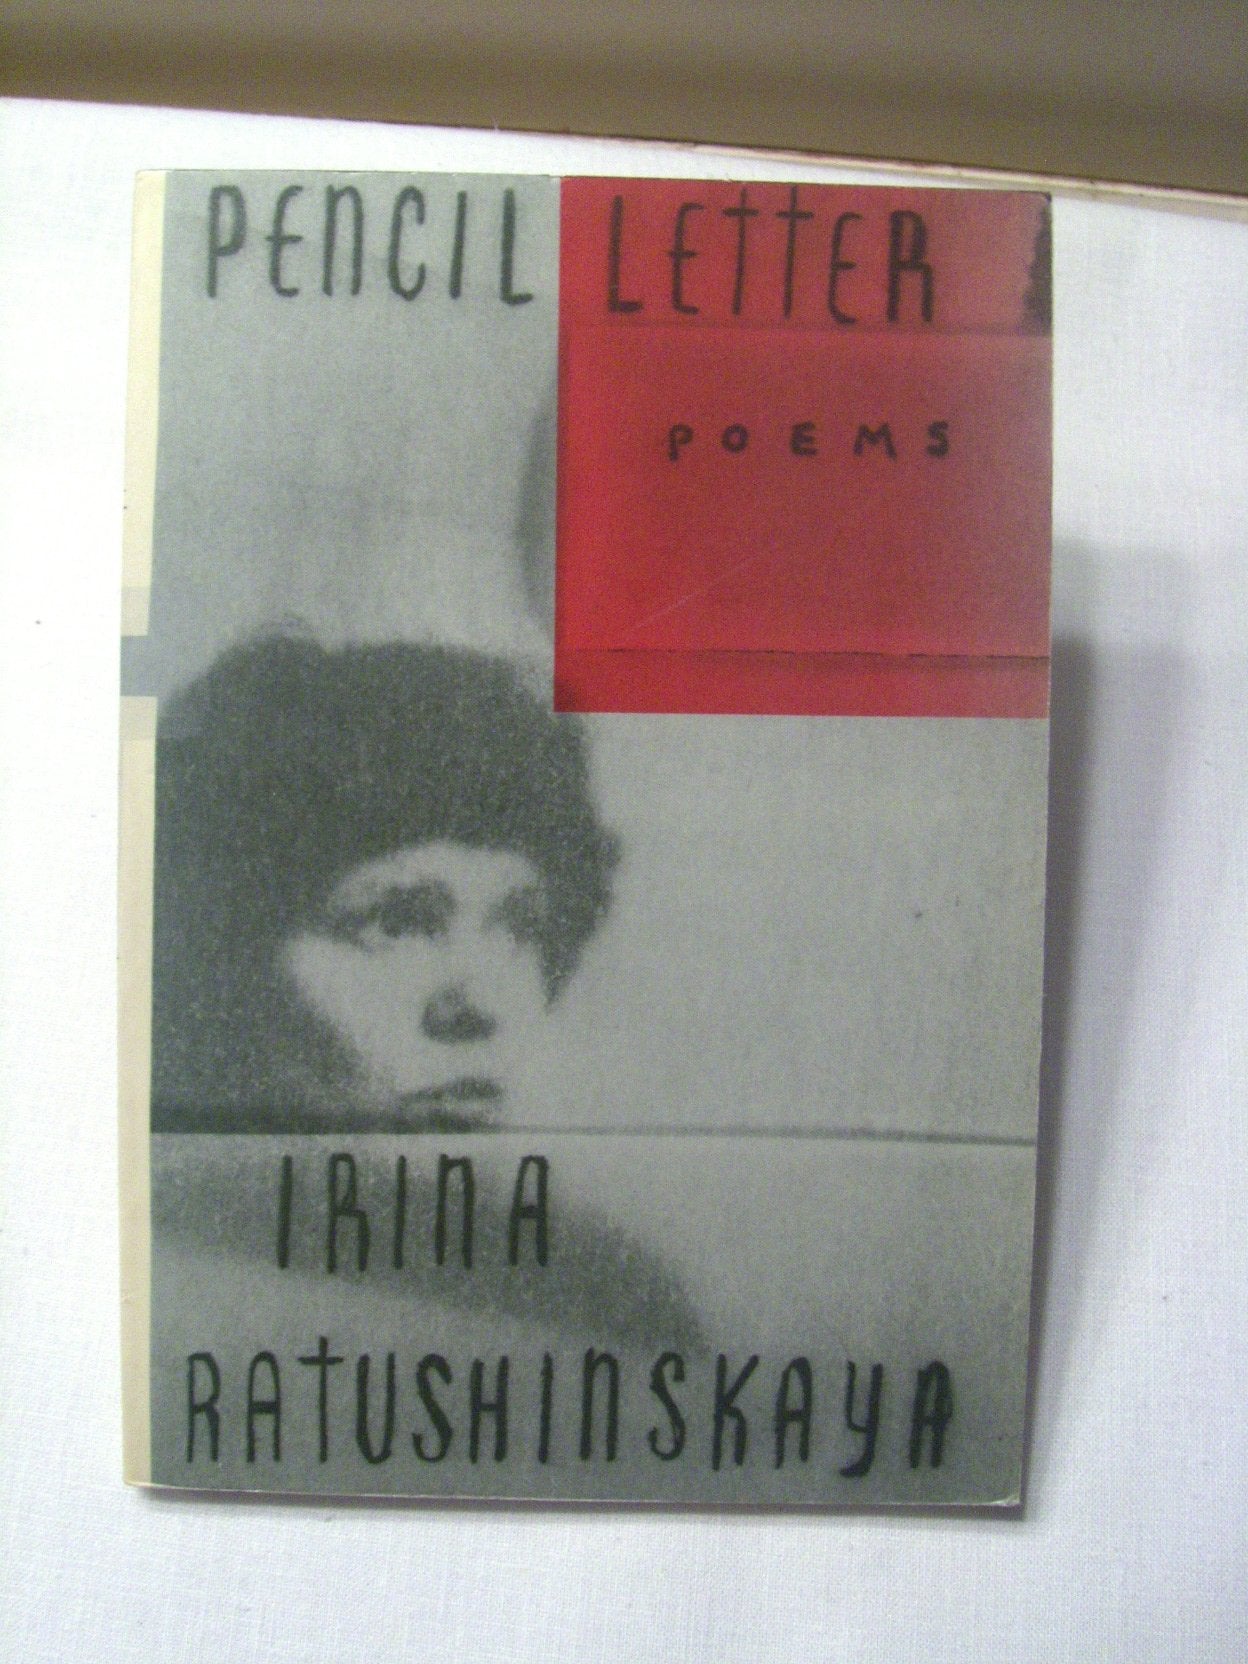 PENCIL LETTER
POEMS
IRINA
RATUSHINSKAYA